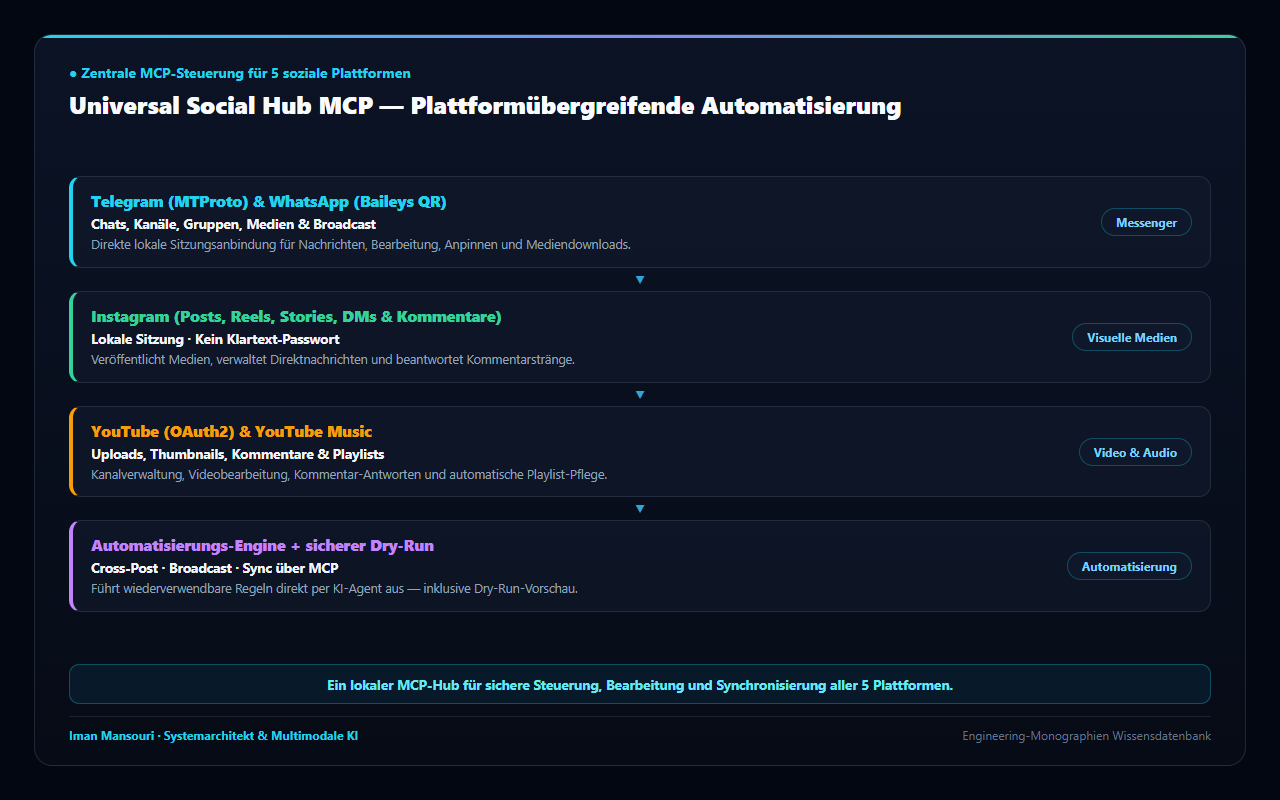 ● Zentrale MCP-Steuerung für 5 soziale Plattformen
Universal Social Hub MCP — Plattformübergreifende Automatisierung
Telegram (MTProto) & WhatsApp (Baileys QR)
Chats, Kanäle, Gruppen, Medien & Broadcast
Direkte lokale Sitzungsanbindung für Nachrichten, Bearbeitung, Anpinnen und Mediendownloads.
Messenger
▼
Instagram (Posts, Reels, Stories, DMs & Kommentare)
Lokale Sitzung · Kein Klartext-Passwort
Veröffentlicht Medien, verwaltet Direktnachrichten und beantwortet Kommentarstränge.
Visuelle Medien
▼
YouTube (OAuth2) & YouTube Music
Uploads, Thumbnails, Kommentare & Playlists
Kanalverwaltung, Videobearbeitung, Kommentar-Antworten und automatische Playlist-Pflege.
Video & Audio
▼
Automatisierungs-Engine + sicherer Dry-Run
Cross-Post · Broadcast · Sync über MCP
Führt wiederverwendbare Regeln direkt per KI-Agent aus — inklusive Dry-Run-Vorschau.
Automatisierung
Ein lokaler MCP-Hub für sichere Steuerung, Bearbeitung und Synchronisierung aller 5 Plattformen.
Iman Mansouri · Systemarchitekt & Multimodale KI
Engineering-Monographien Wissensdatenbank